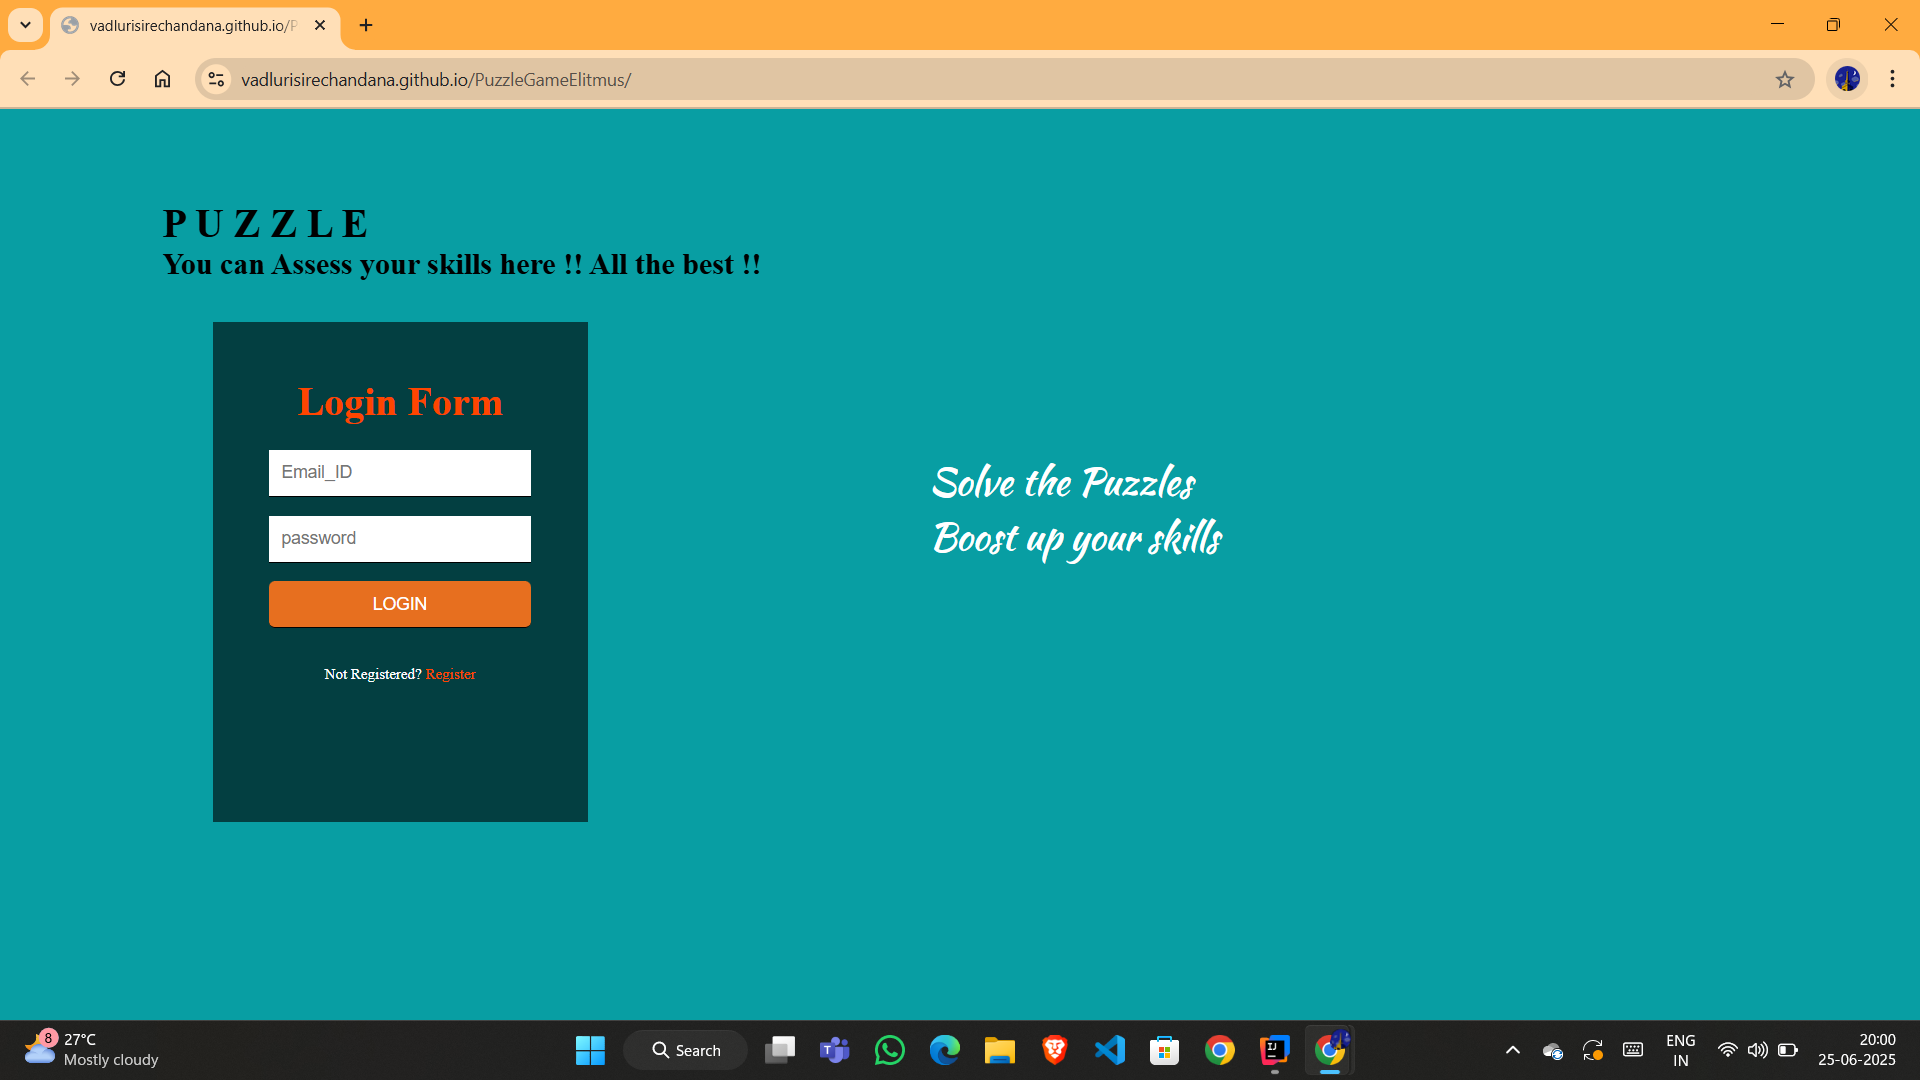 vadlurisirechandana.github.io/P
vadlurisirechandana.github.io/PuzzleGameElitmus/
P U Z Z L E
You can Assess your skills here !! All the best !!
Login Form
Email_ID
password
LOGIN
Not Registered? Register
Solve the Puzzles
Boost up your skills
8
27°C
Mostly cloudy
Search
ENG
IN
20:00
25-06-2025